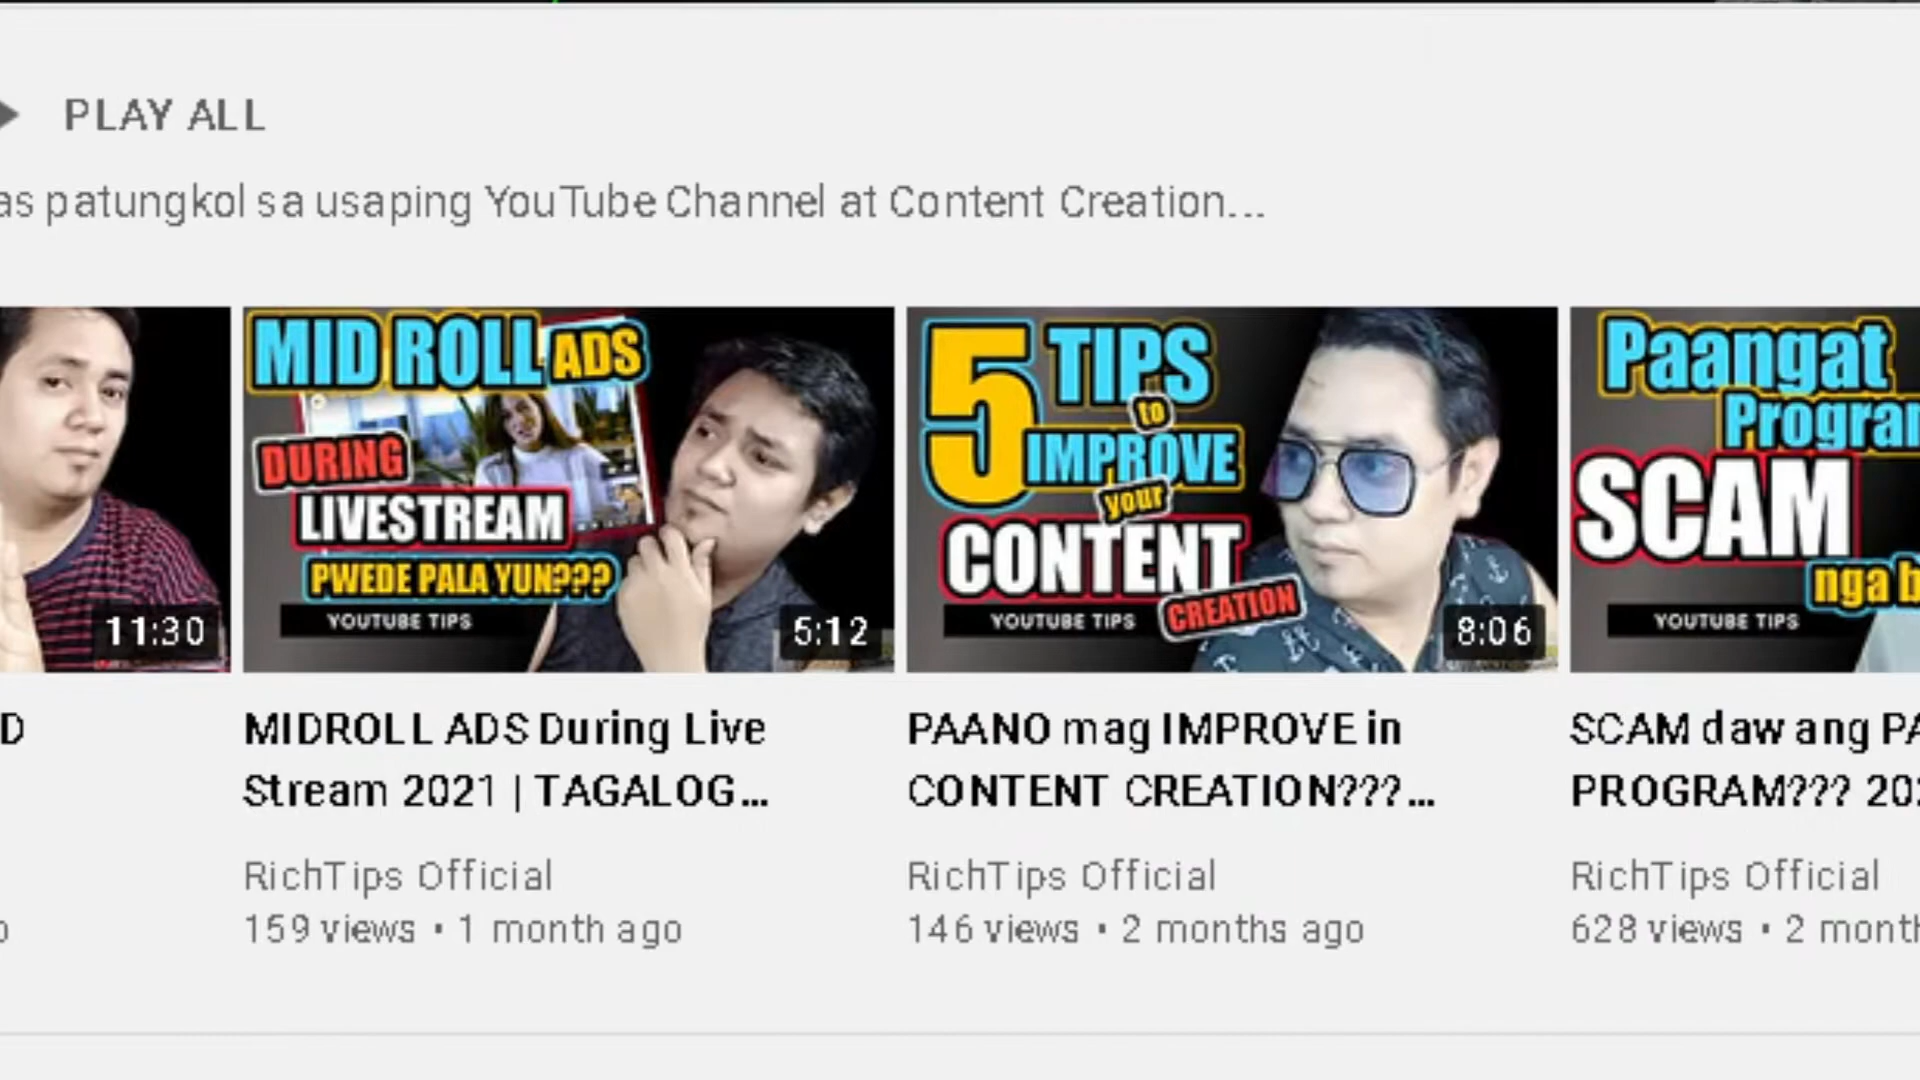 PLAY ALL
as patungkol sa usaping YouTube Channel at Content Creation...
11:30
MID ROLL ADS
DURING
LIVESTREAM
PWEDE PALA YUN???
YOUTUBE TIPS
5:12
5 TIPS
to
IMPROVE
your
CONTENT
CREATION
YOUTUBE TIPS
8:06
Paangat
Program
SCAM
nga b
YOUTUBE TIPS
D
MIDROLL ADS During Live
Stream 2021 | TAGALOG...
RichTips Official
159 views • 1 month ago
PAANO mag IMPROVE in
CONTENT CREATION???...
RichTips Official
146 views • 2 months ago
SCAM daw ang PA
PROGRAM??? 202
RichTips Official
628 views • 2 month